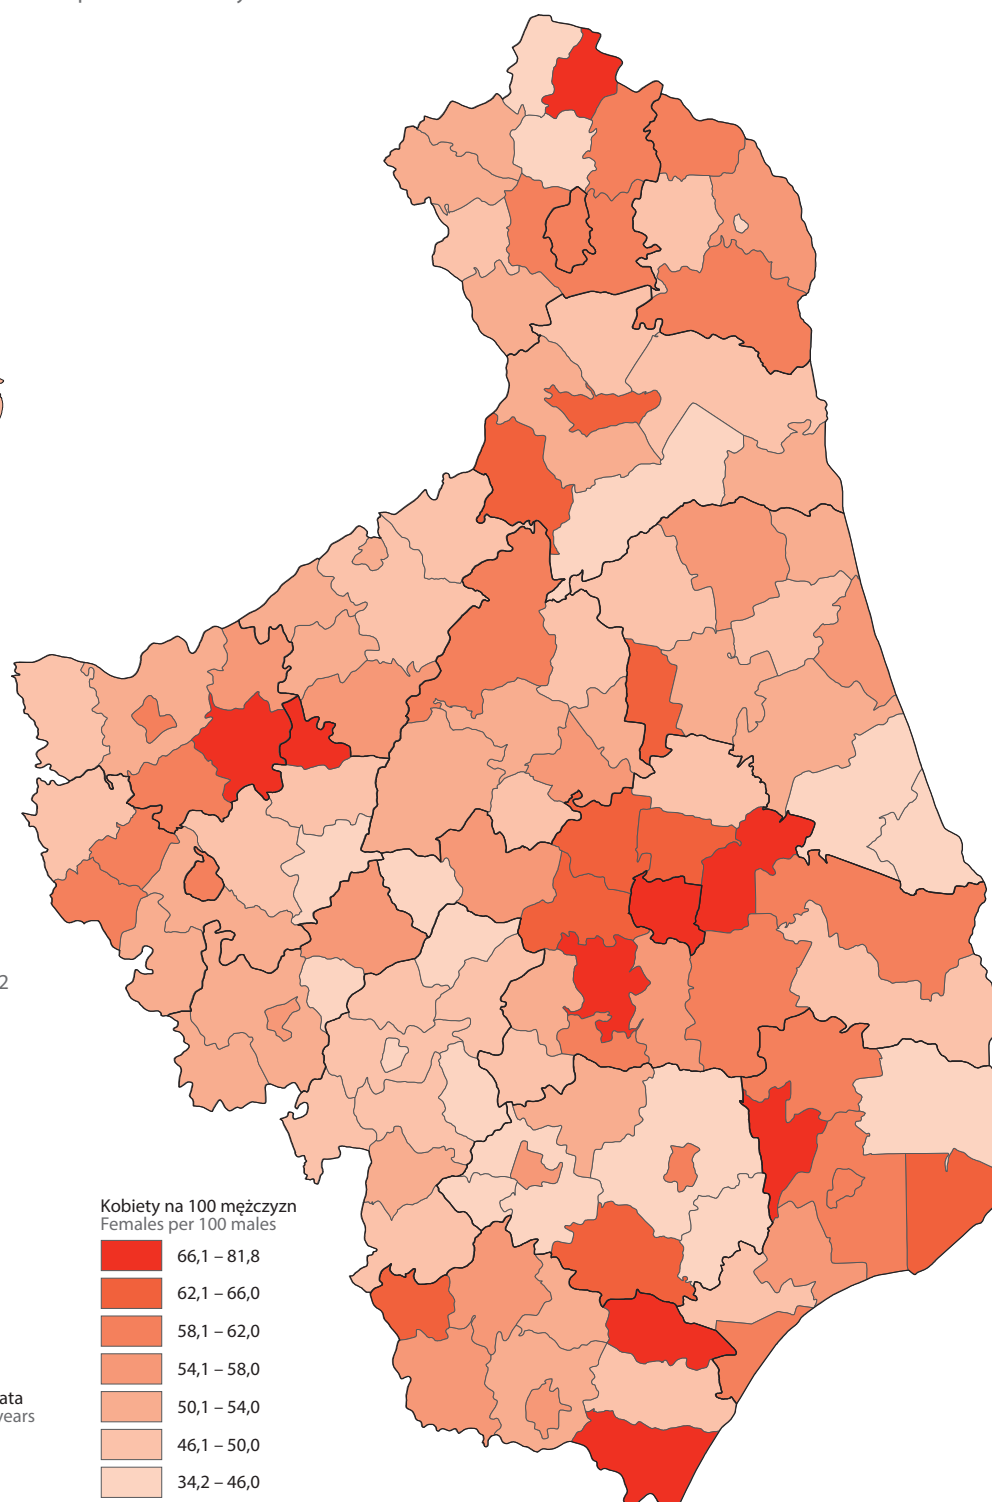 2
Kobiety na 100 mężczyzn
Females per 100 males
66,1 – 81,8
62,1 – 66,0
58,1 – 62,0
54,1 – 58,0
50,1 – 54,0
46,1 – 50,0
34,2 – 46,0
ata
years